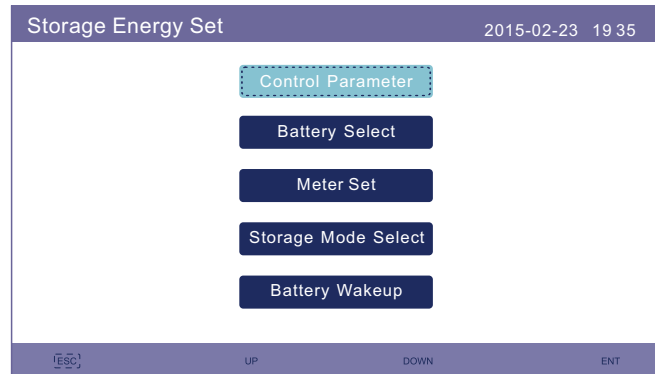 Storage Energy Set 2015-02-23 19 35
Control Parameter
Battery Select
Meter Set
Storage Mode Select
Battery Wakeup
ESC UP DOWN ENT